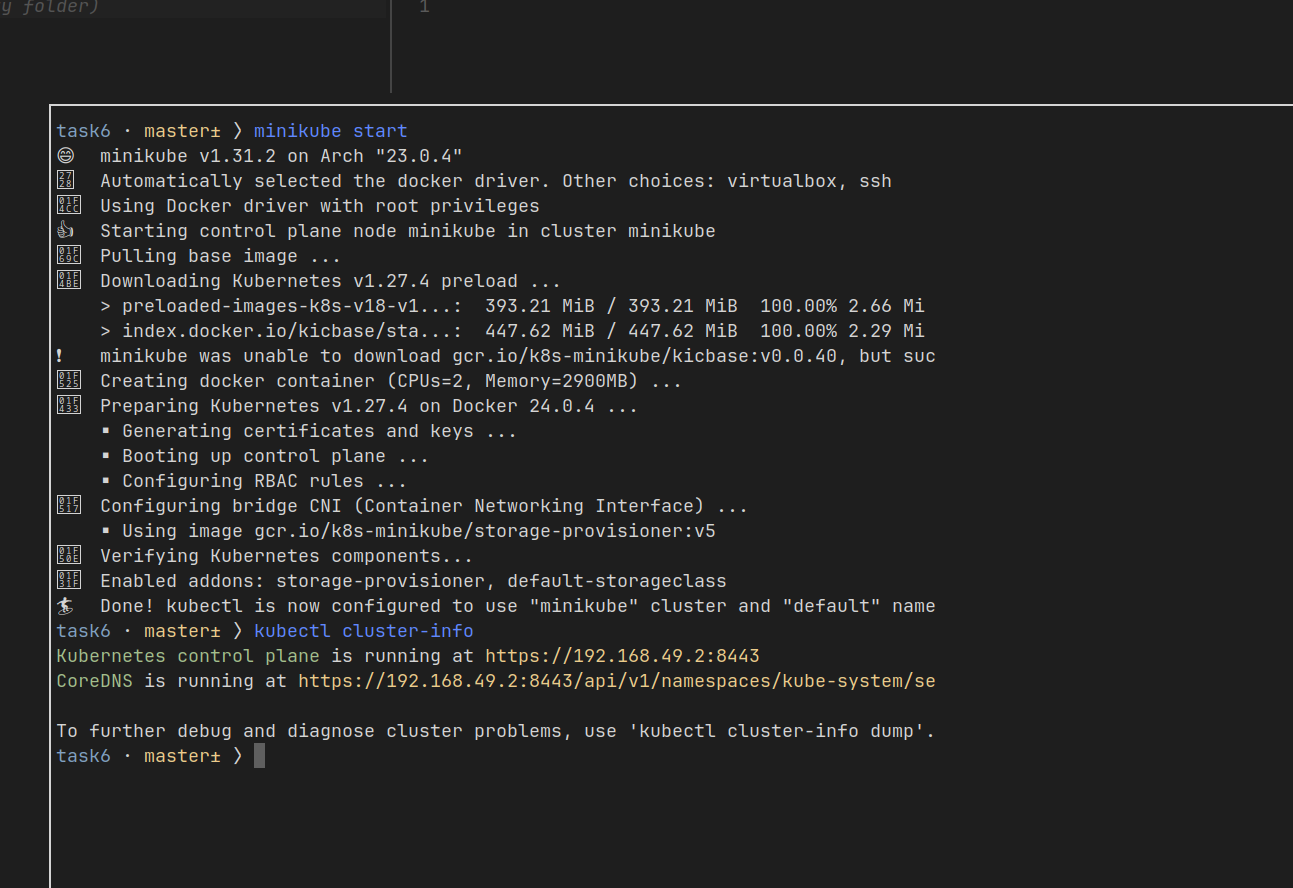 y folder)
1
task6 · master± ❯ minikube start
😄 minikube v1.31.2 on Arch "23.0.4"
Automatically selected the docker driver. Other choices: virtualbox, ssh
Using Docker driver with root privileges
👍 Starting control plane node minikube in cluster minikube
Pulling base image ...
Downloading Kubernetes v1.27.4 preload ...
> preloaded-images-k8s-v18-v1...: 393.21 MiB / 393.21 MiB 100.00% 2.66 Mi
> index.docker.io/kicbase/sta...: 447.62 MiB / 447.62 MiB 100.00% 2.29 Mi
❗ minikube was unable to download gcr.io/k8s-minikube/kicbase:v0.0.40, but suc
Creating docker container (CPUs=2, Memory=2900MB) ...
Preparing Kubernetes v1.27.4 on Docker 24.0.4 ...
▪ Generating certificates and keys ...
▪ Booting up control plane ...
▪ Configuring RBAC rules ...
Configuring bridge CNI (Container Networking Interface) ...
▪ Using image gcr.io/k8s-minikube/storage-provisioner:v5
Verifying Kubernetes components...
Enabled addons: storage-provisioner, default-storageclass
🏄 Done! kubectl is now configured to use "minikube" cluster and "default" name
task6 · master± ❯ kubectl cluster-info
Kubernetes control plane is running at https://192.168.49.2:8443
CoreDNS is running at https://192.168.49.2:8443/api/v1/namespaces/kube-system/se
To further debug and diagnose cluster problems, use 'kubectl cluster-info dump'.
task6 · master± ❯